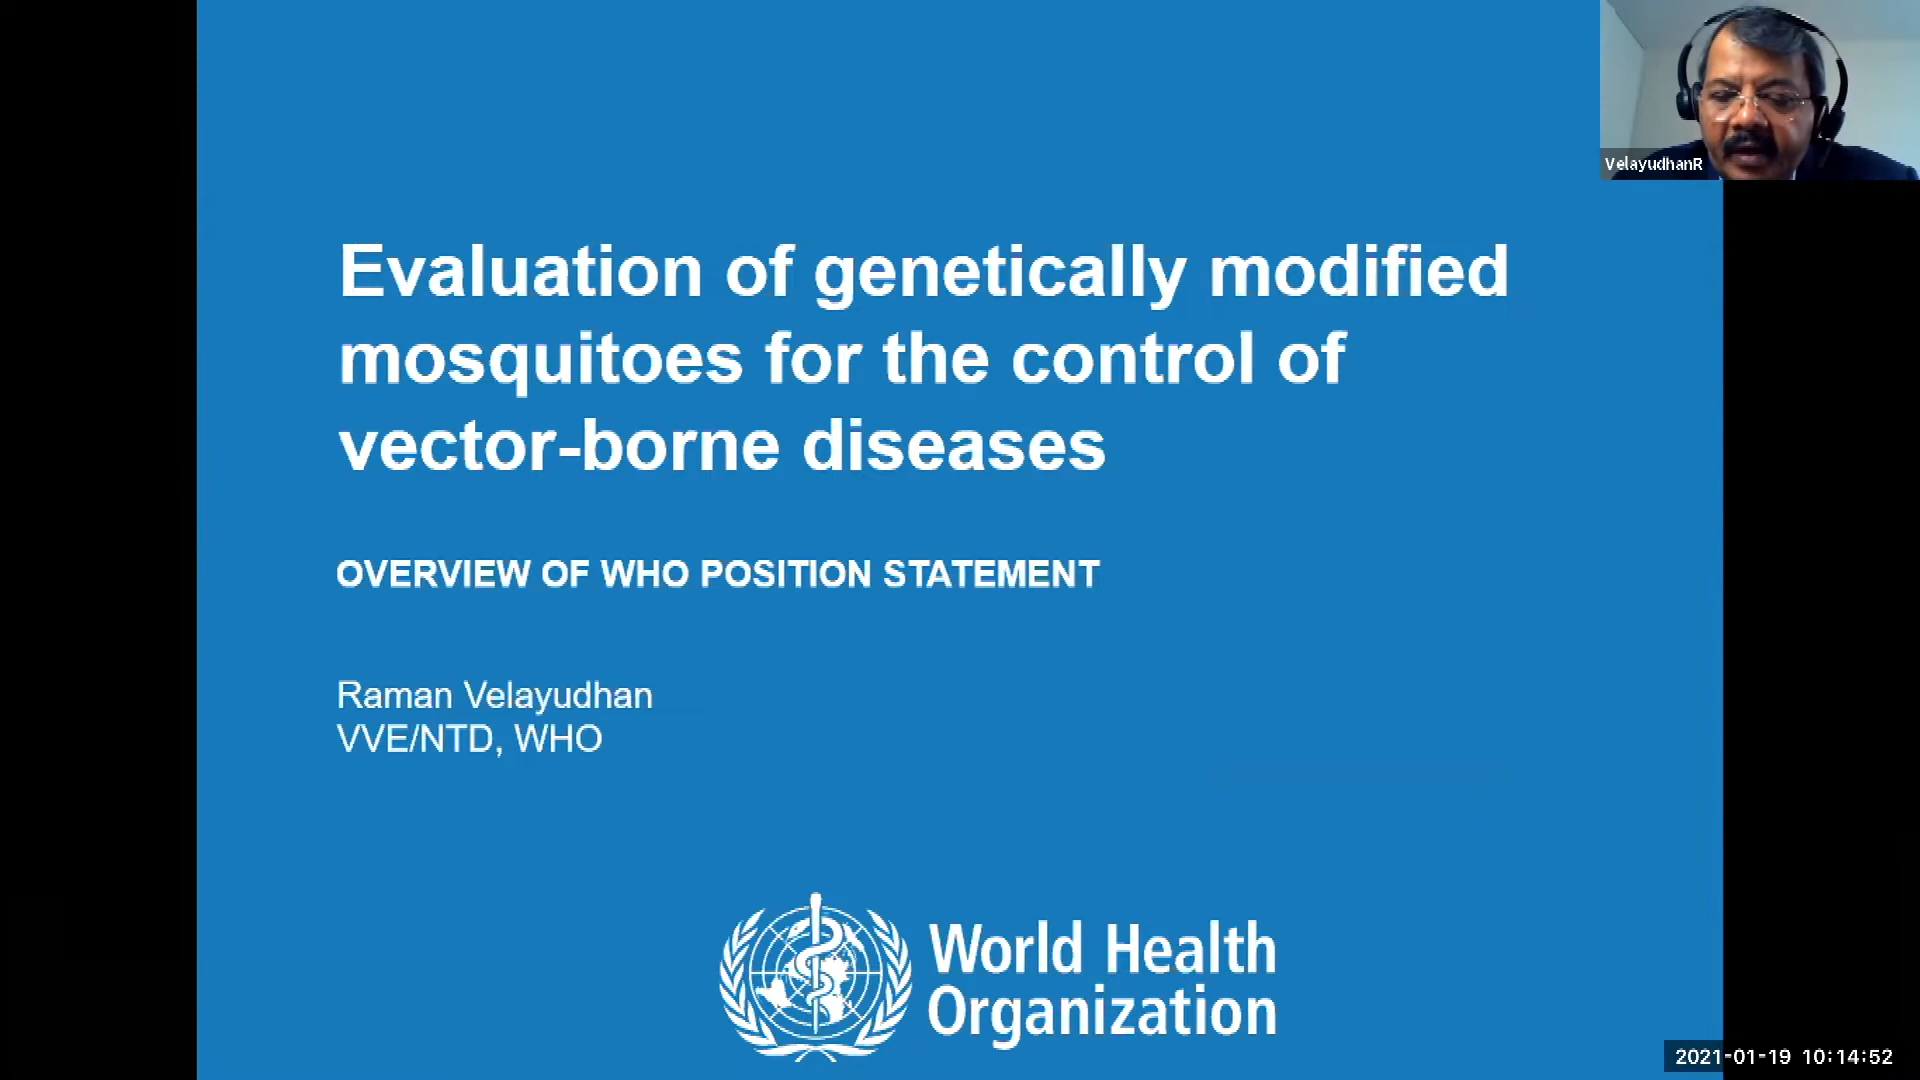 VelayudhanR
Evaluation of genetically modified
mosquitoes for the control of
vector-borne diseases
OVERVIEW OF WHO POSITION STATEMENT
Raman Velayudhan
VVE/NTD, WHO
World Health
Organization
2021-01-19 10:14:52